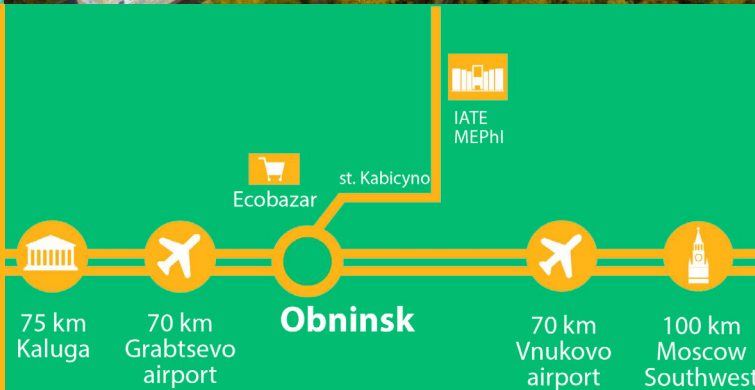 IATE
MEPhI
st. Kabicyno
Ecobazar
Obninsk
75 km
Kaluga
70 km
Grabtsevo
airport
70 km
Vnukovo
airport
100 km
Moscow
Southwest